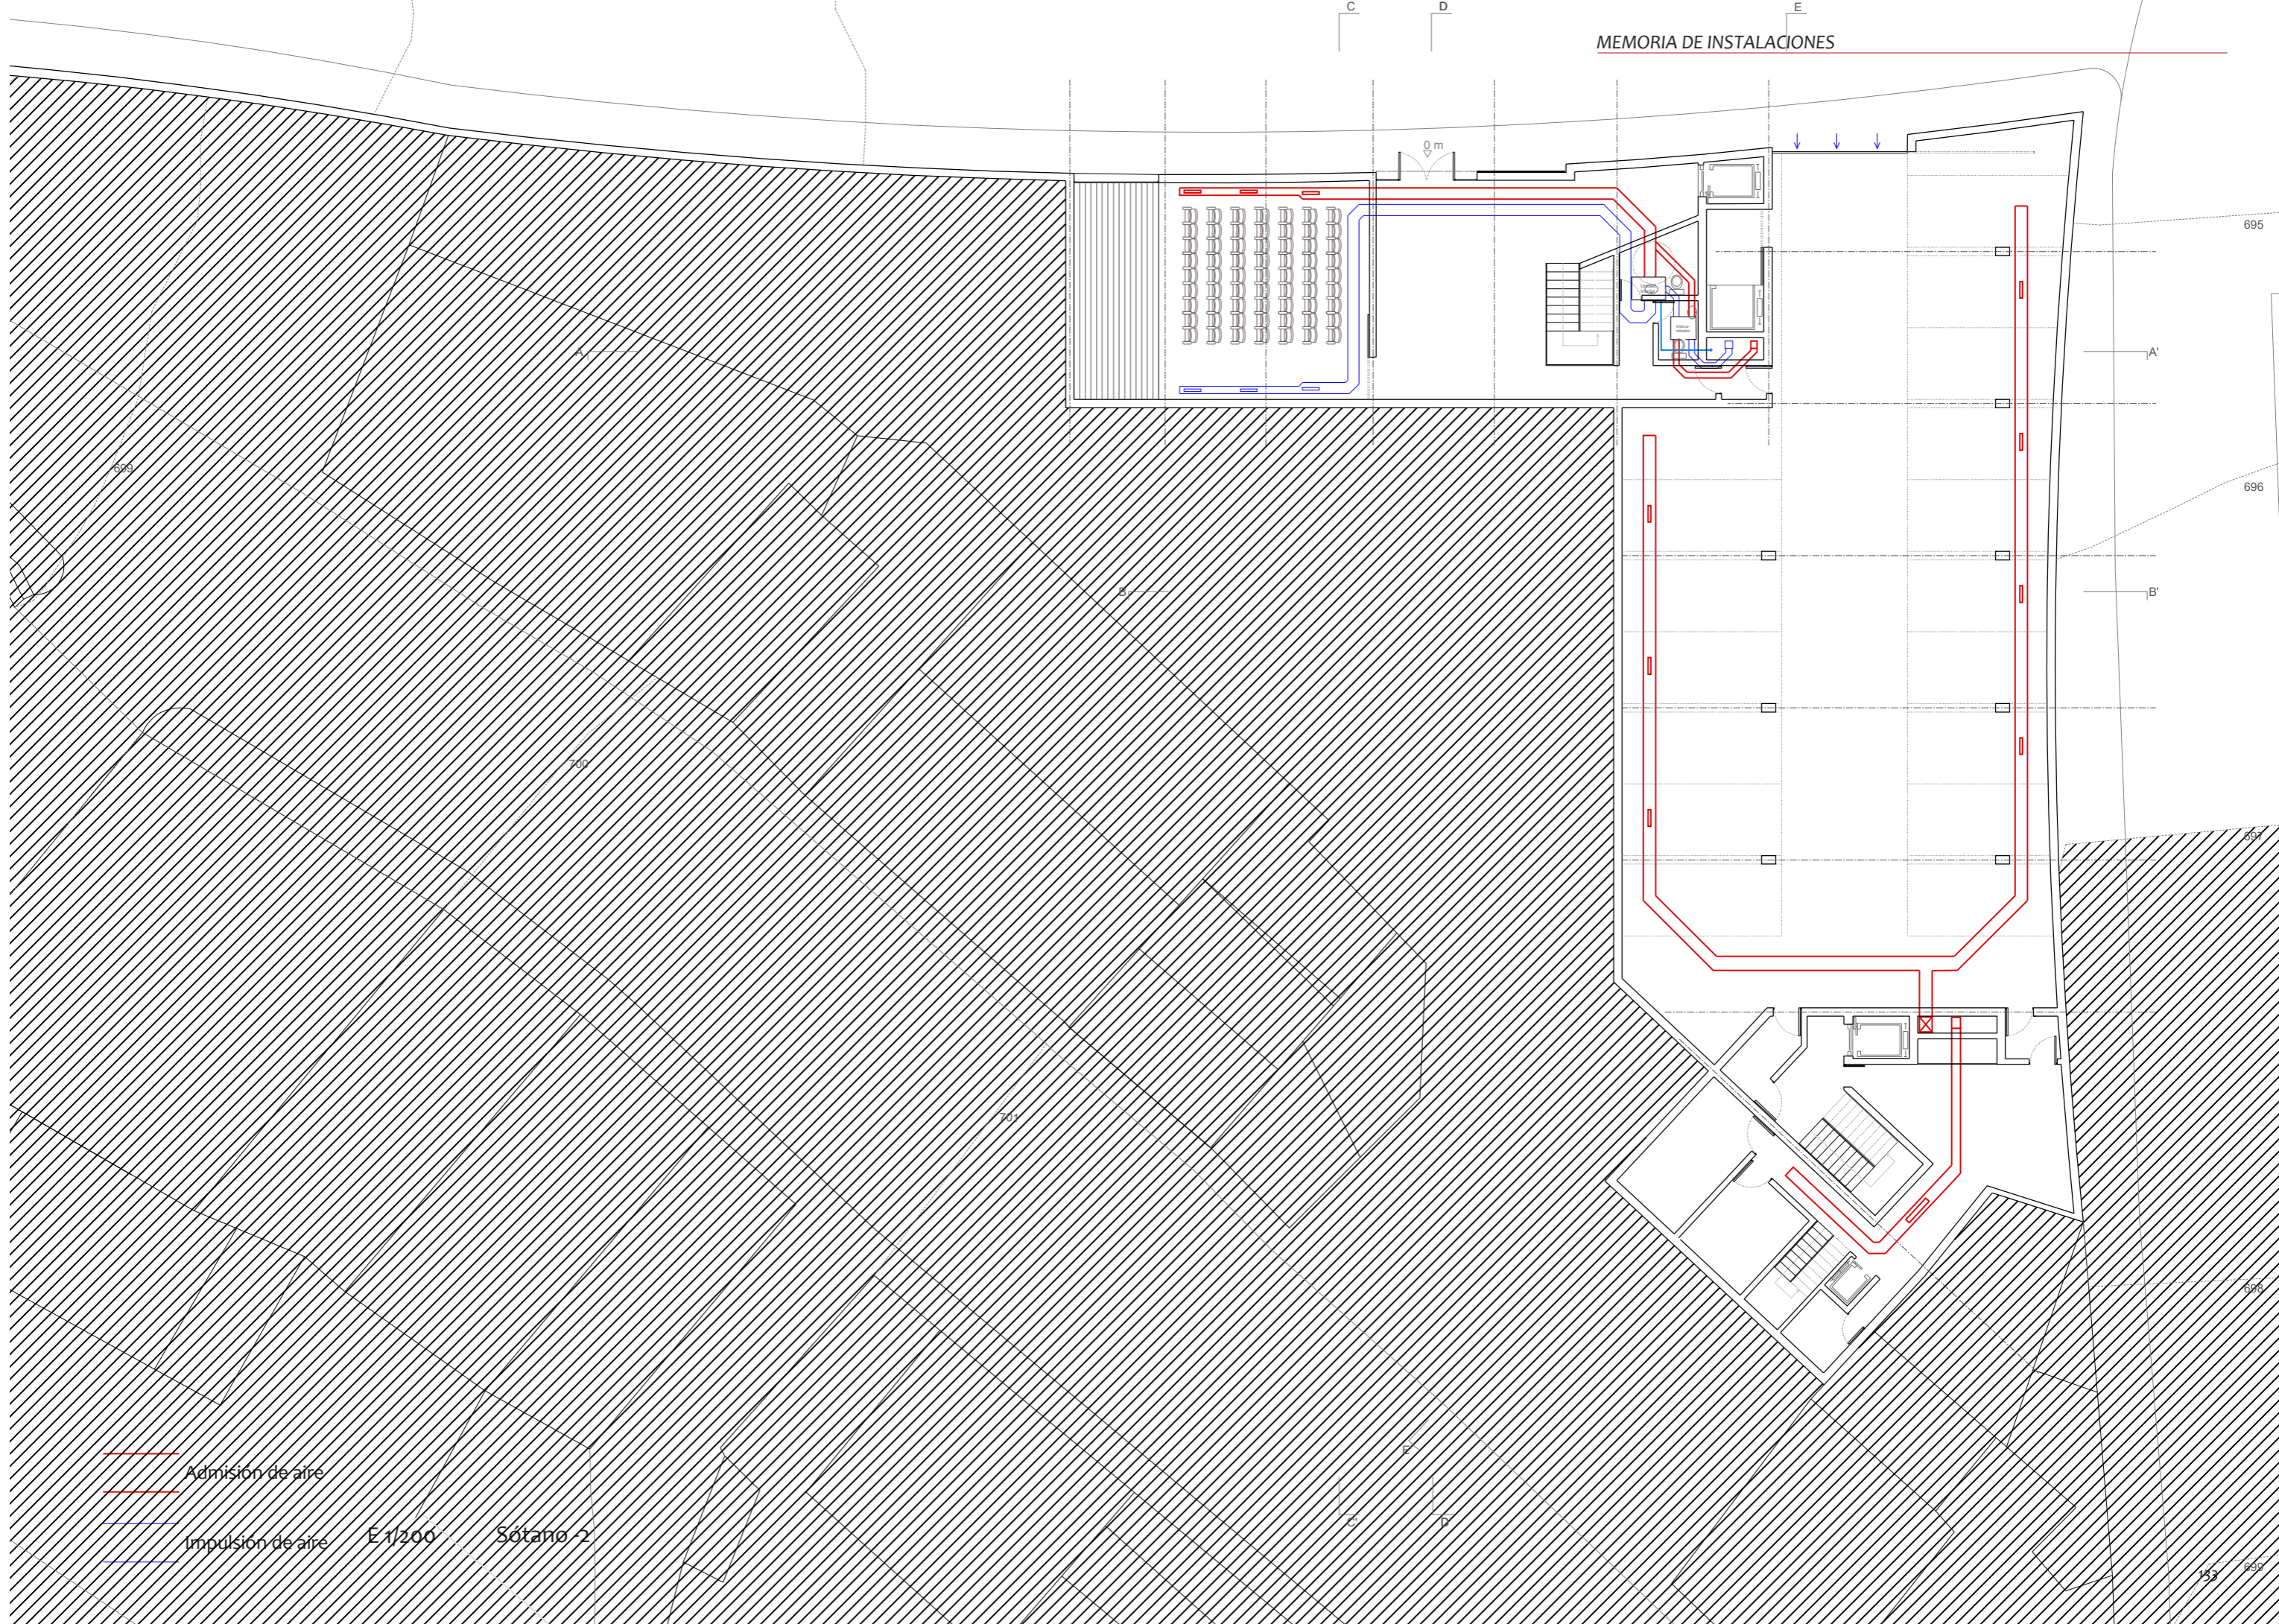 C
D
E
MEMORIA DE INSTALACIONES
0 m
695
A
A'
699
696
B
B'
700
697
701
698
E'
Admisión de aire
Impulsión de aire
E 1/200
Sótano -2
C'
D'
133
699